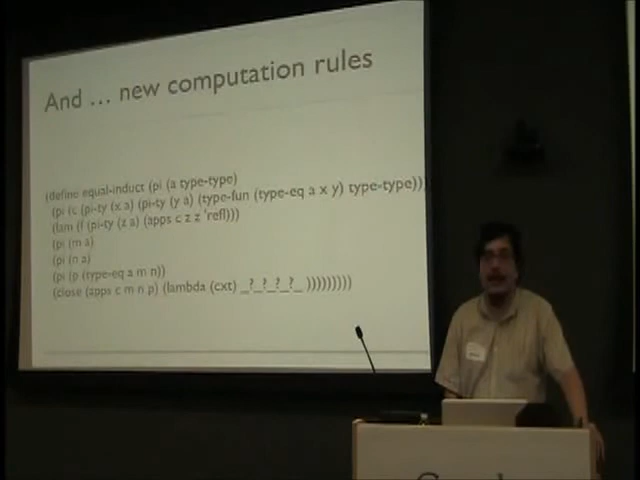 And ... new computation rules
(define equal-induct (pi (a type-type)
(pi (c (pi-ty (x a) (pi-ty (y a) (type-fun (type-eq a x y) type-type))
(lam (f (pi-ty (z a) (apps c z z 'refl)))
(pi (m a)
(pi (n a)
(pi (p (type-eq a m n))
(close (apps c m n p) (lambda (cxt) _?_?_?_?_ )))))))))